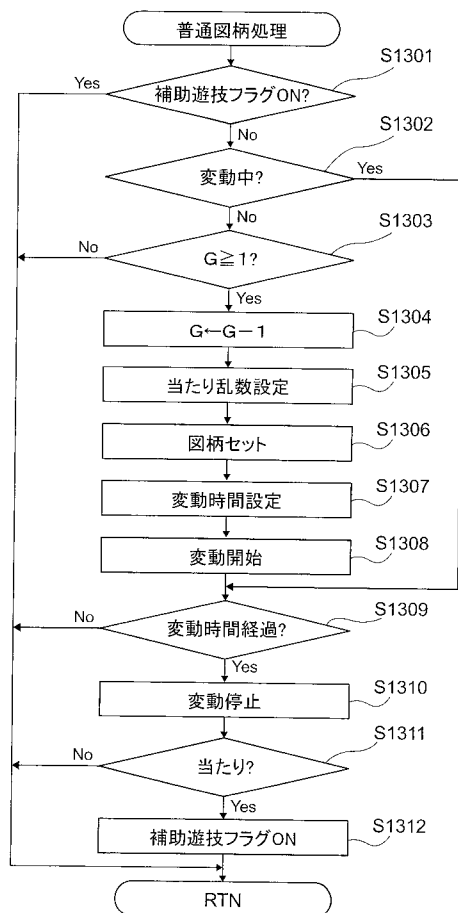 普通図柄処理
S1301
Yes
補助遊技フラグON?
No
S1302
変動中?
Yes
No
S1303
No
G≧1?
Yes
S1304
G←G－1
S1305
当たり乱数設定
S1306
図柄セット
S1307
変動時間設定
S1308
変動開始
S1309
No
変動時間経過?
Yes
S1310
変動停止
S1311
No
当たり?
Yes
S1312
補助遊技フラグON
RTN